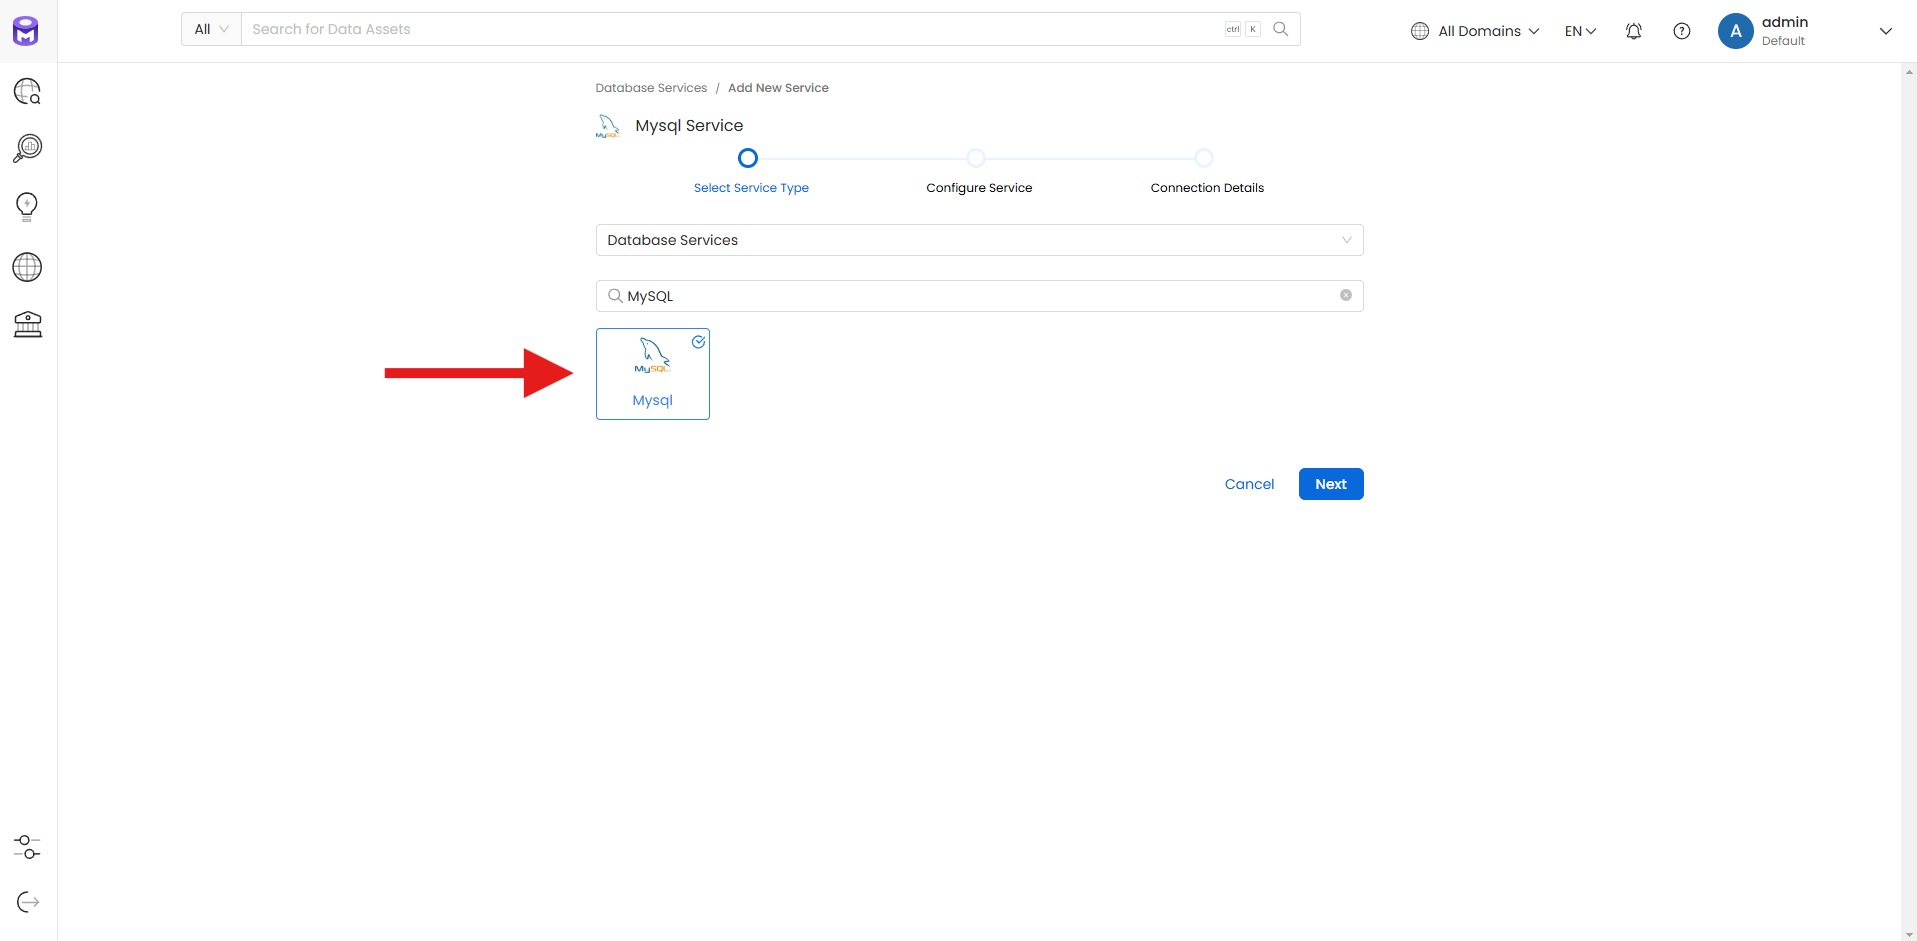 All
Search for Data Assets
ctrl K
All Domains
EN
A
admin
Default
Database Services / Add New Service
MySQL
Mysql Service
Select Service Type
Configure Service
Connection Details
Database Services
MySQL
MySQL
Mysql
Cancel
Next